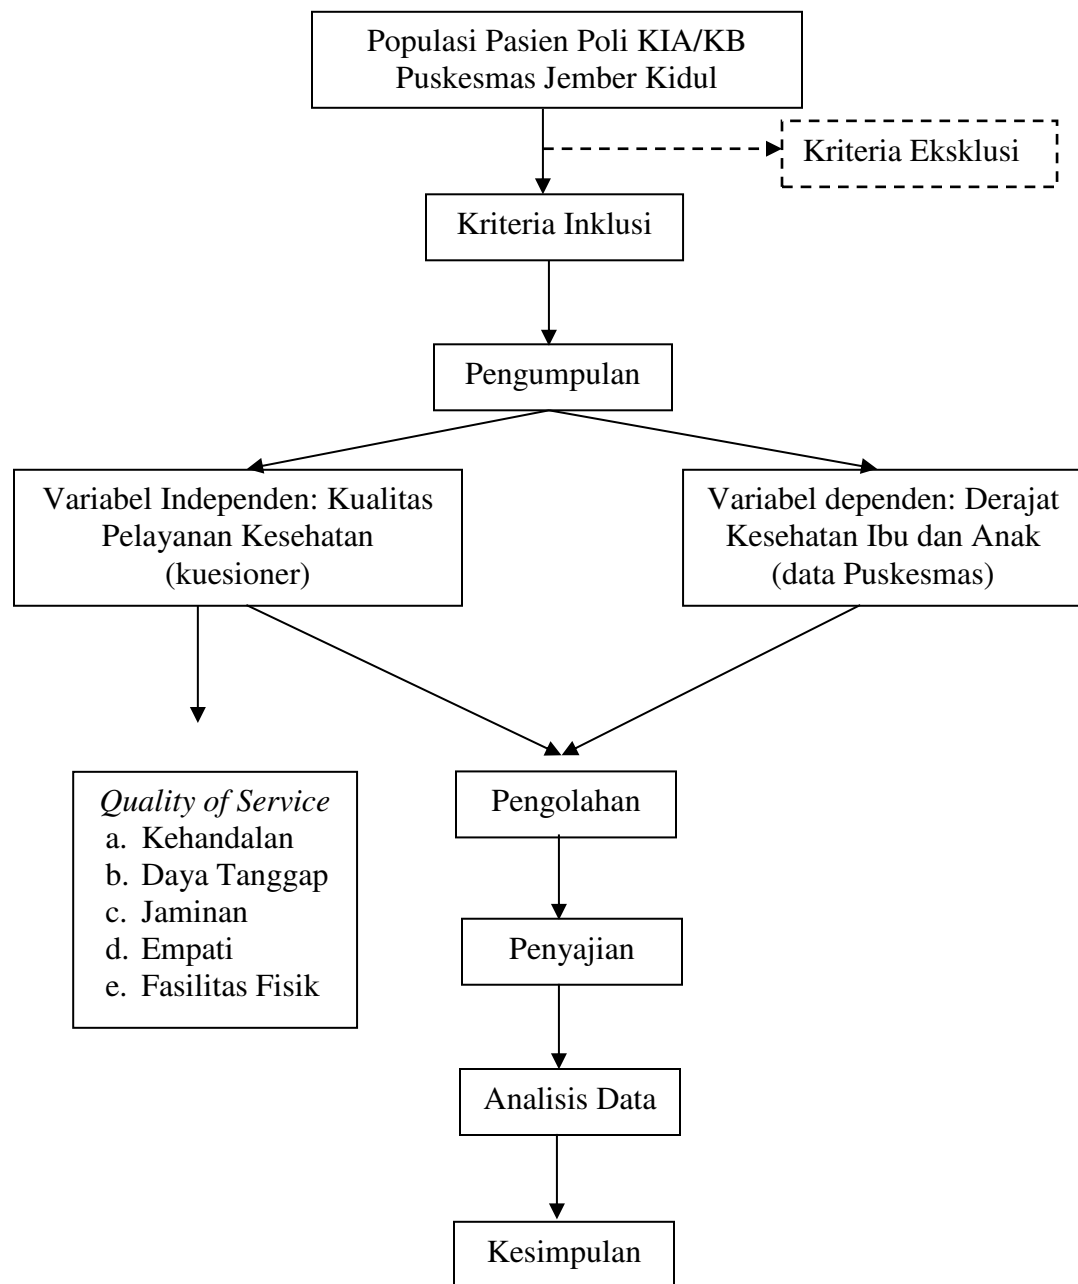 Populasi Pasien Poli KIA/KB
Puskesmas Jember Kidul
Kriteria Eksklusi
Kriteria Inklusi
Pengumpulan
Variabel Independen: Kualitas
Pelayanan Kesehatan
(kuesioner)
Variabel dependen: Derajat
Kesehatan Ibu dan Anak
(data Puskesmas)
Quality of Service
a. Kehandalan
b. Daya Tanggap
c. Jaminan
d. Empati
e. Fasilitas Fisik
Pengolahan
Penyajian
Analisis Data
Kesimpulan